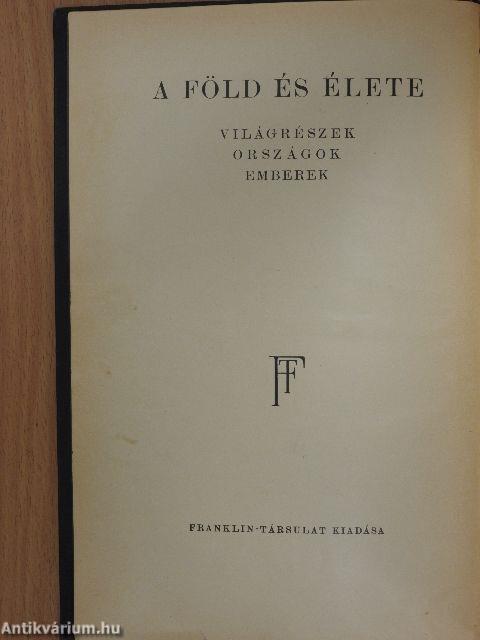 A FÖLD ÉS ÉLETE
VILÁGRÉSZEK
ORSZÁGOK
EMBEREK
FT
FRANKLIN-TÁRSULAT KIADÁSA
Antikvárium.hu